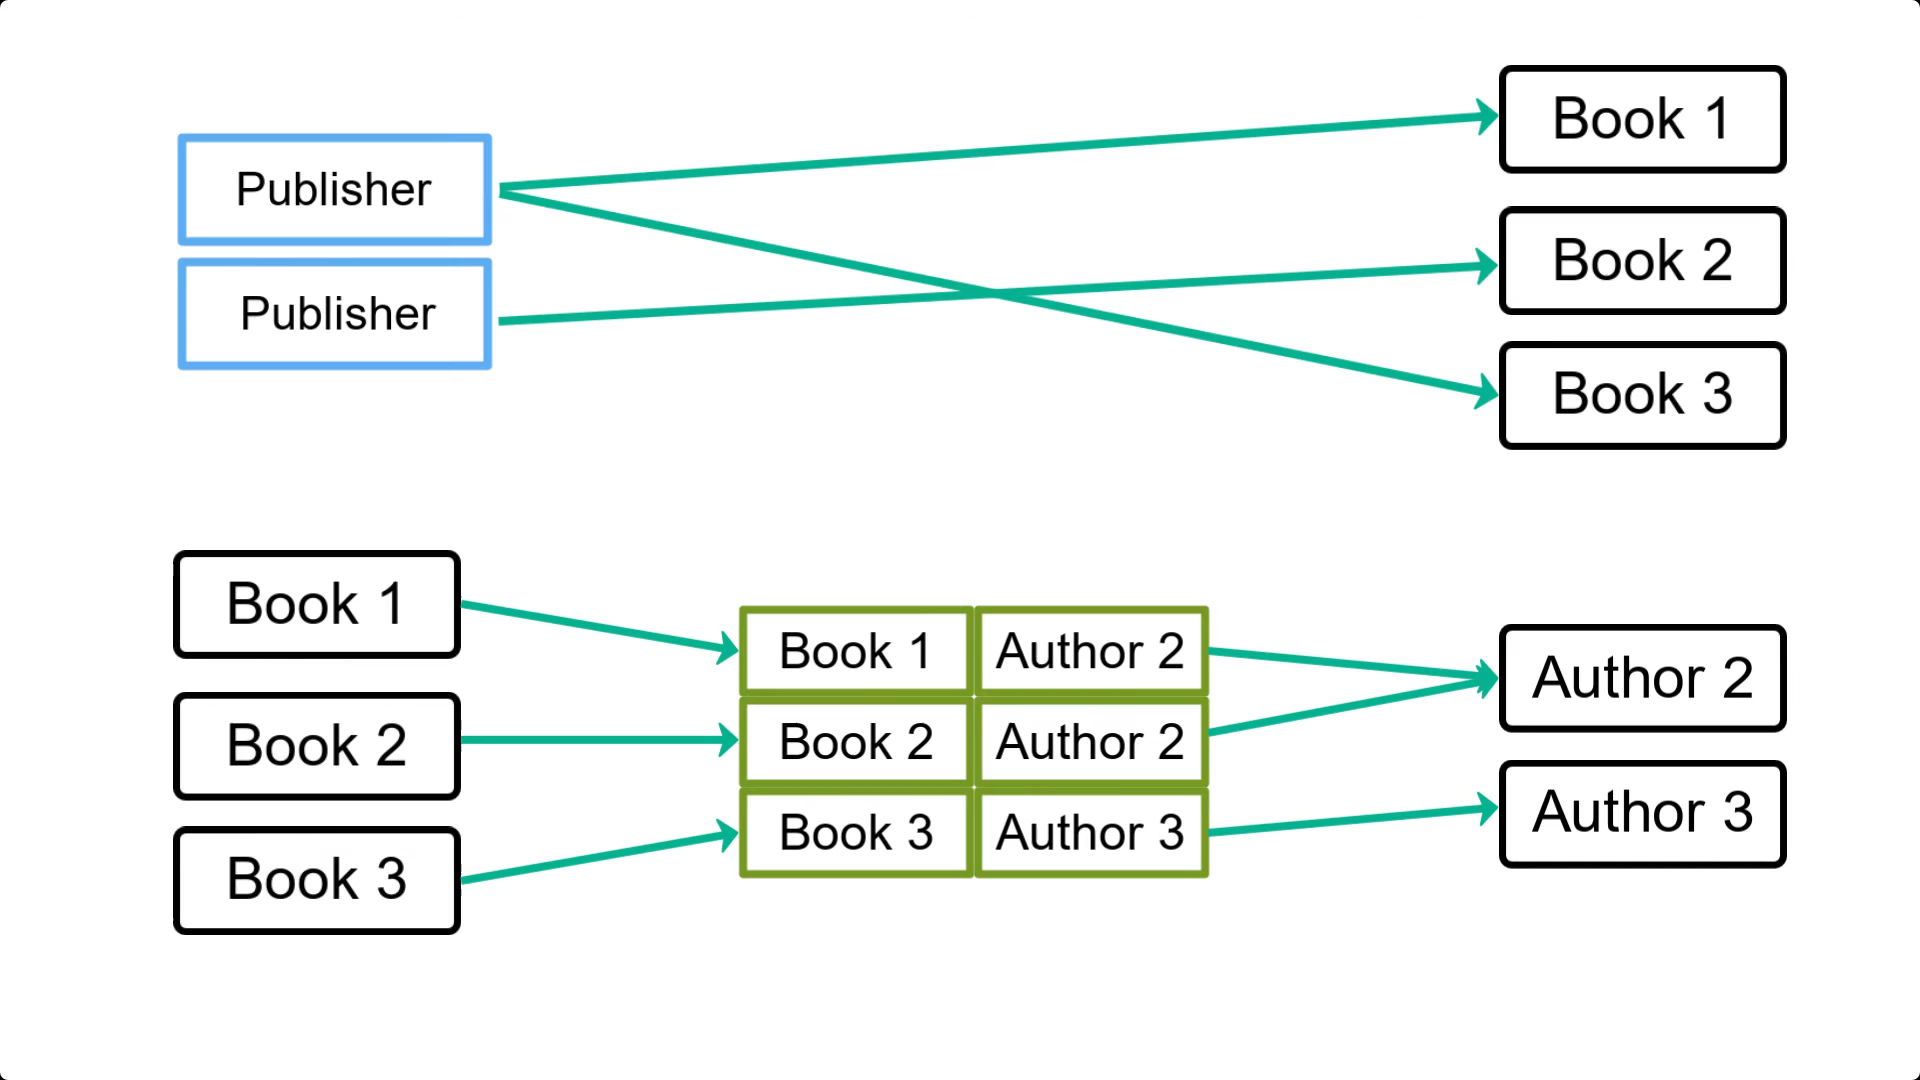 Publisher
Publisher
Book 1
Book 2
Book 3
Book 1
Book 2
Book 3
Book 1 Author 2
Book 2 Author 2
Book 3 Author 3
Author 2
Author 3